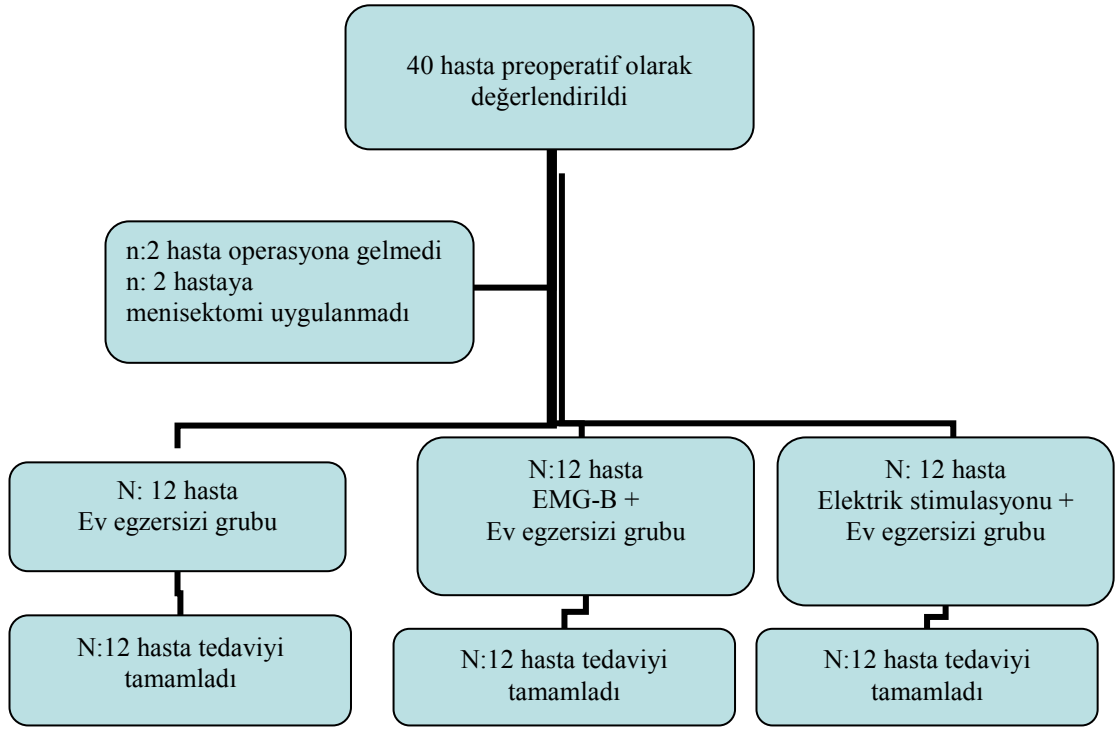 40 hasta preoperatif olarak
değerlendirildi
n:2 hasta operasyona gelmedi
n: 2 hastaya
menisektomi uygulanmadı
N: 12 hasta
Ev egzersizi grubu
N:12 hasta
EMG-B +
Ev egzersizi grubu
N: 12 hasta
Elektrik stimulasyonu +
Ev egzersizi grubu
N:12 hasta tedaviyi
tamamladı
N:12 hasta tedaviyi
tamamladı
N:12 hasta tedaviyi
tamamladı